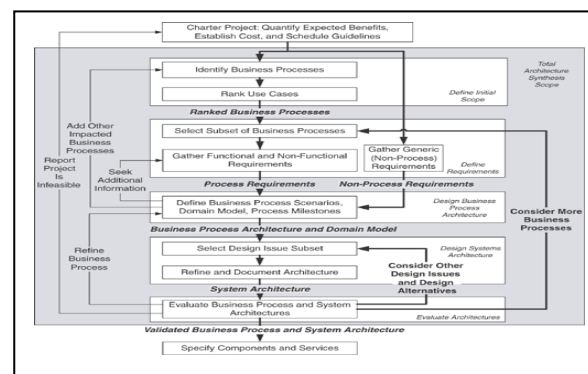 Charter Project: Quantify Expected Benefits,
Establish Cost, and Schedule Guidelines
Total
Architecture
Synthesis
Scope
Identify Business Processes
Rank Use Cases
Define Initial
Scope
Ranked Business Processes
Add Other
Impacted
Business
Processes
Select Subset of Business Processes
Gather Functional and Non-Functional
Requirements
Gather Generic
(Non-Process)
Requirements
Define
Requirements
Report
Project
Is
Infeasible
Seek
Additional
Information
Process Requirements
Non-Process Requirements
Define Business Process Scenarios,
Domain Model, Process Milestones
Design Business
Process
Architecture
Consider More
Business
Processes
Business Process Architecture and Domain Model
Refine
Business
Process
Select Design Issue Subset
Design Systems
Architecture
Refine and Document Architecture
Consider Other
Design Issues
and Design
Alternatives
System Architecture
Evaluate Business Process and System
Architectures
Evaluate Architectures
Validated Business Process and System Architecture
Specify Components and Services